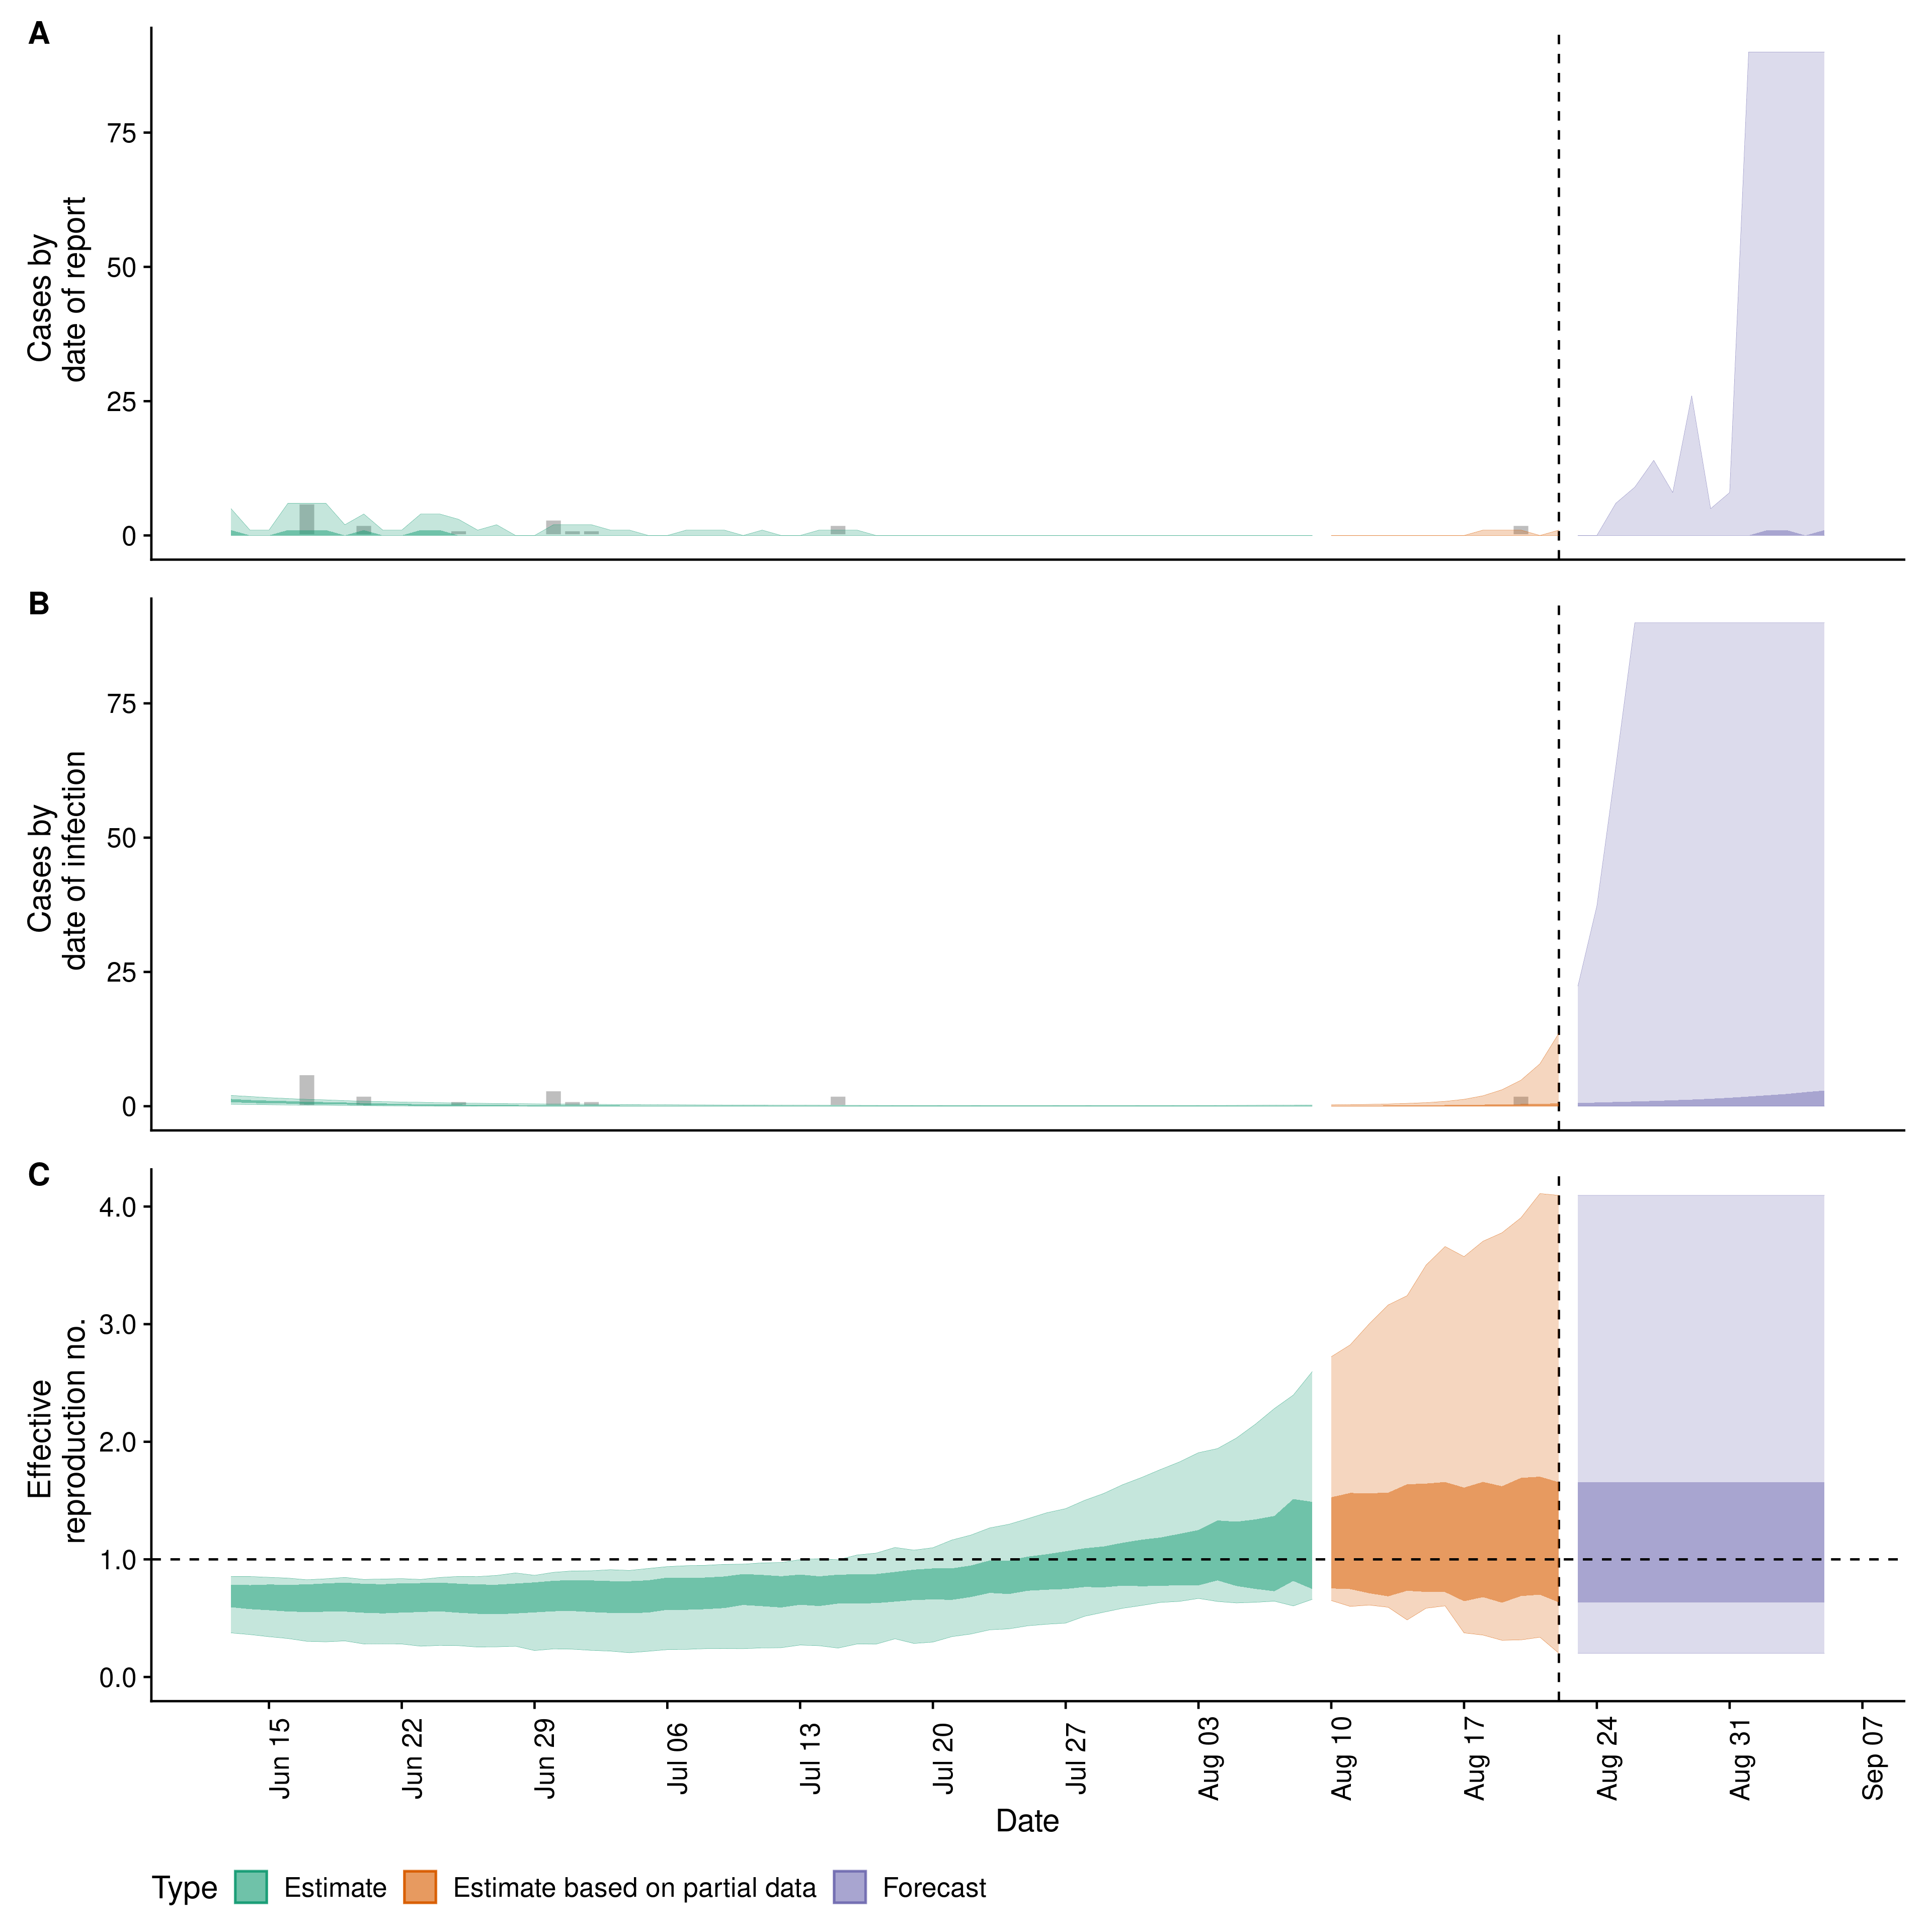 A
Cases by
date of report
75
50
25
0
B
Cases by
date of infection
75
50
25
0
C
Effective
reproduction no.
4.0
3.0
2.0
1.0
0.0
Jun 15
Jun 22
Jun 29
Jul 06
Jul 13
Jul 20
Jul 27
Aug 03
Aug 10
Aug 17
Aug 24
Aug 31
Sep 07
Date
Type Estimate Estimate based on partial data Forecast